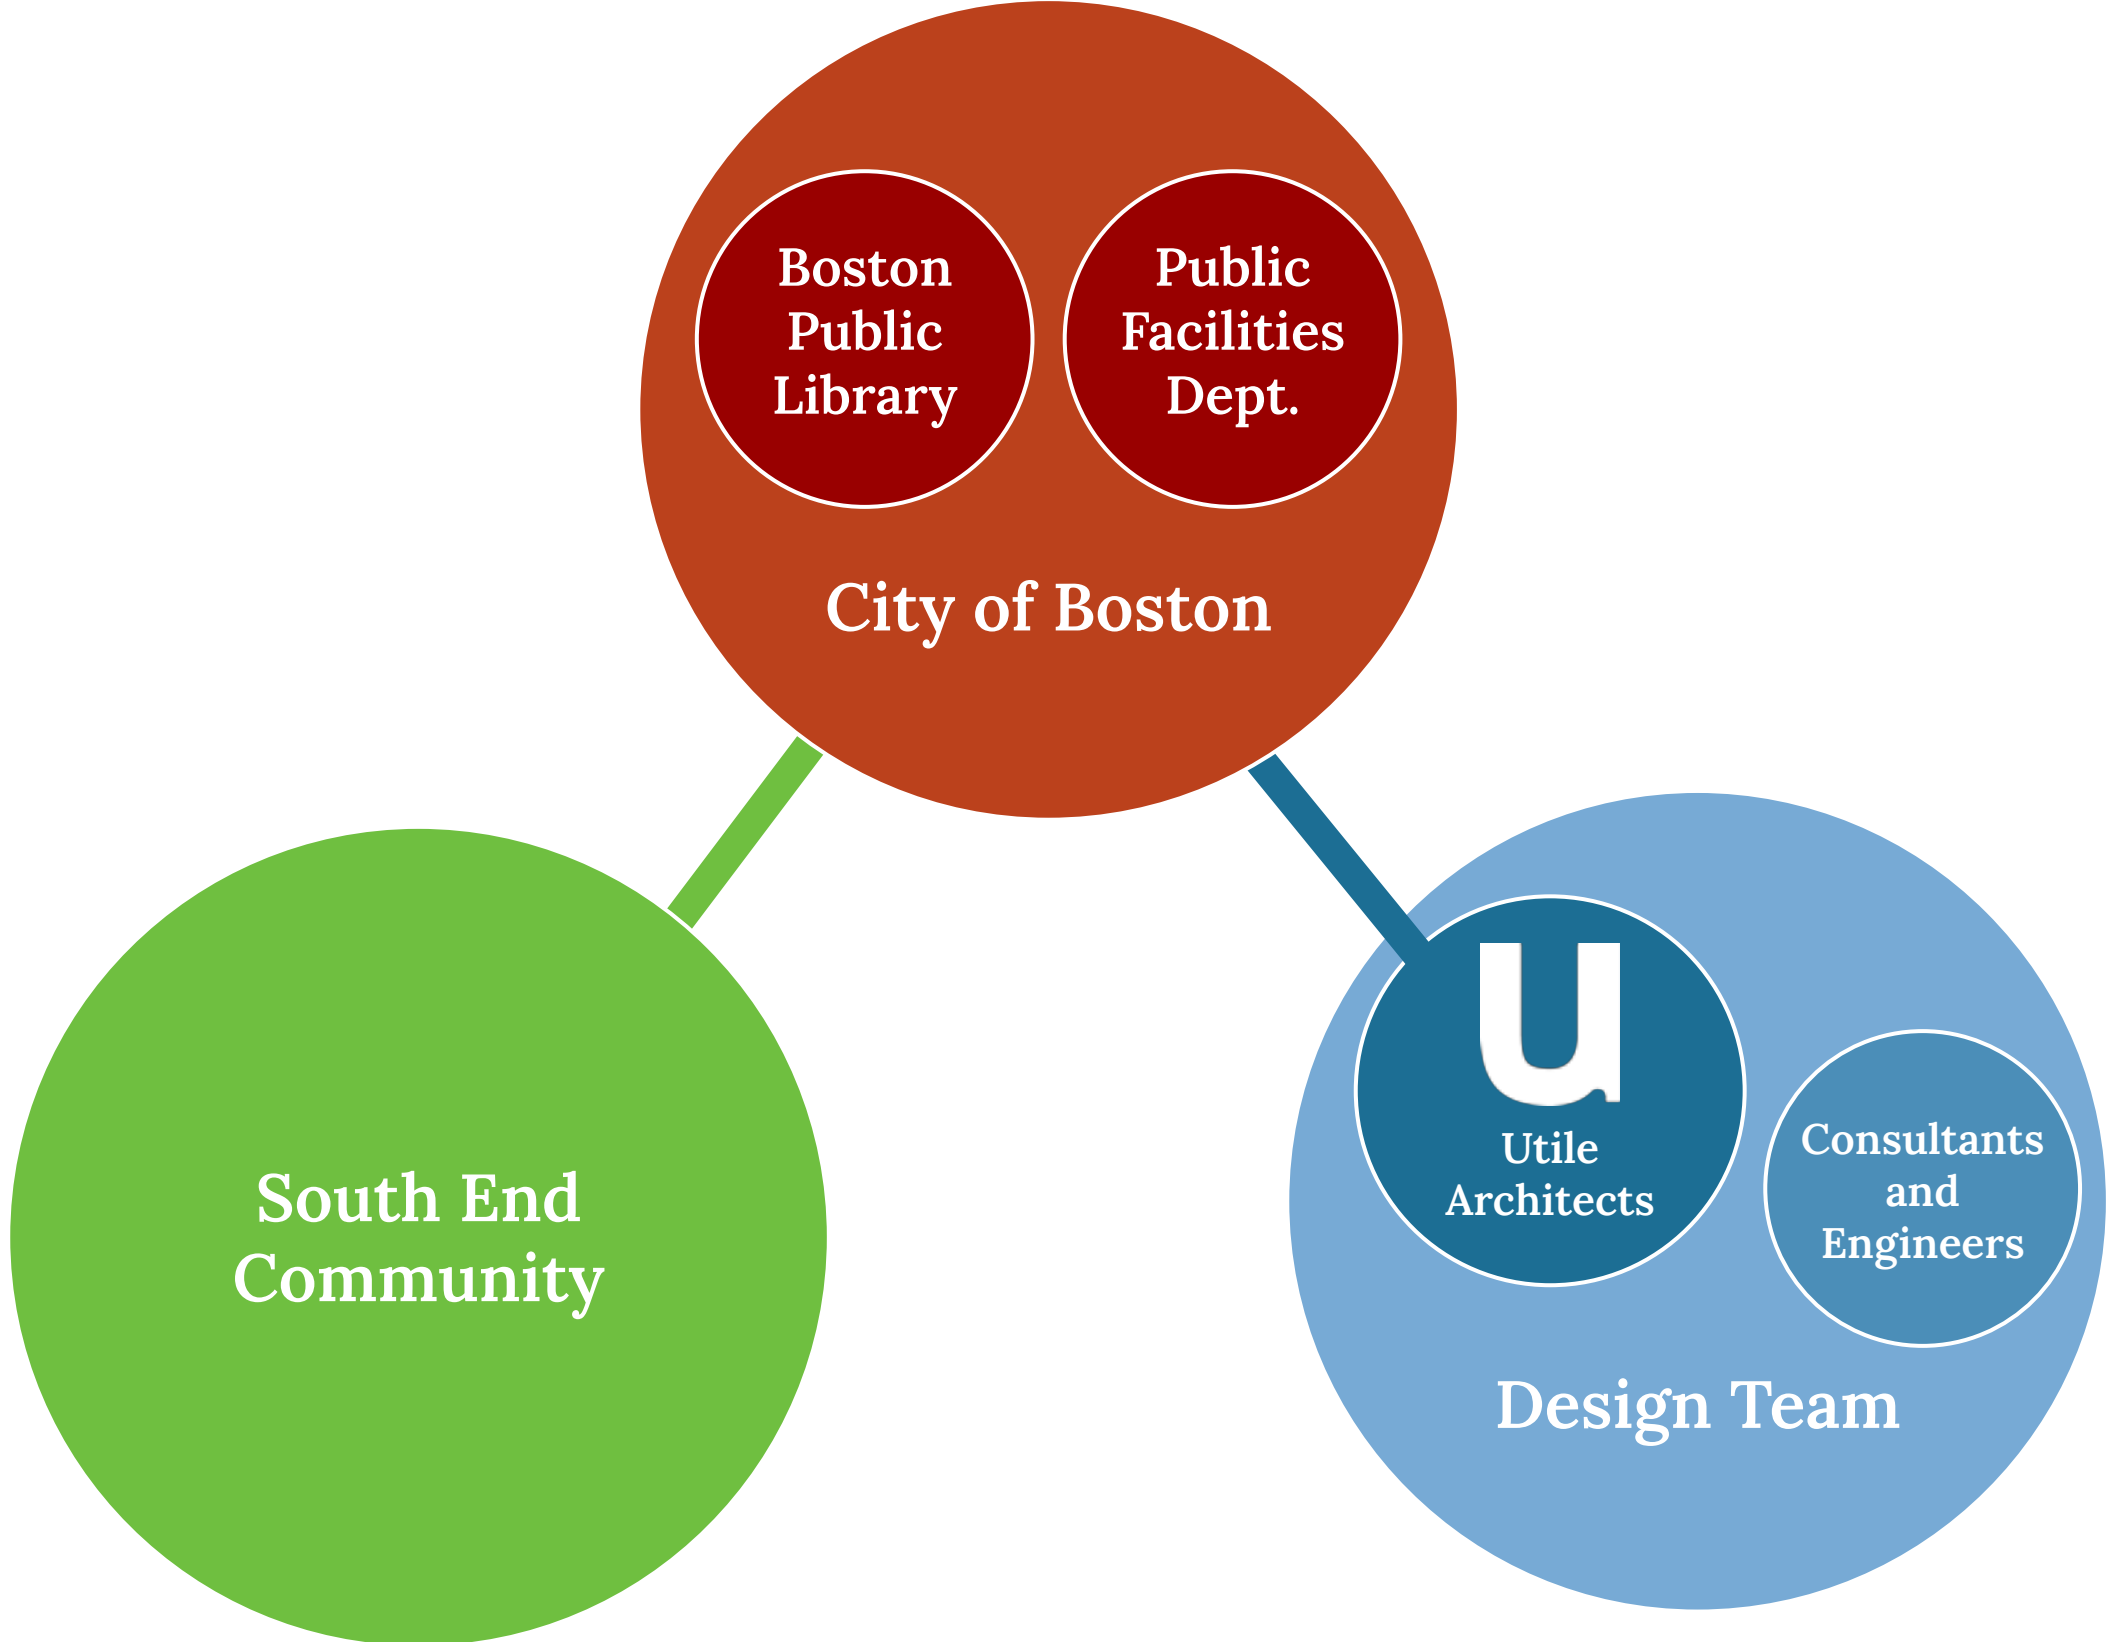 Boston
Public
Library
Public
Facilities
Dept.
City of Boston
South End
Community
u
Utile
Architects
Consultants
and
Engineers
Design Team